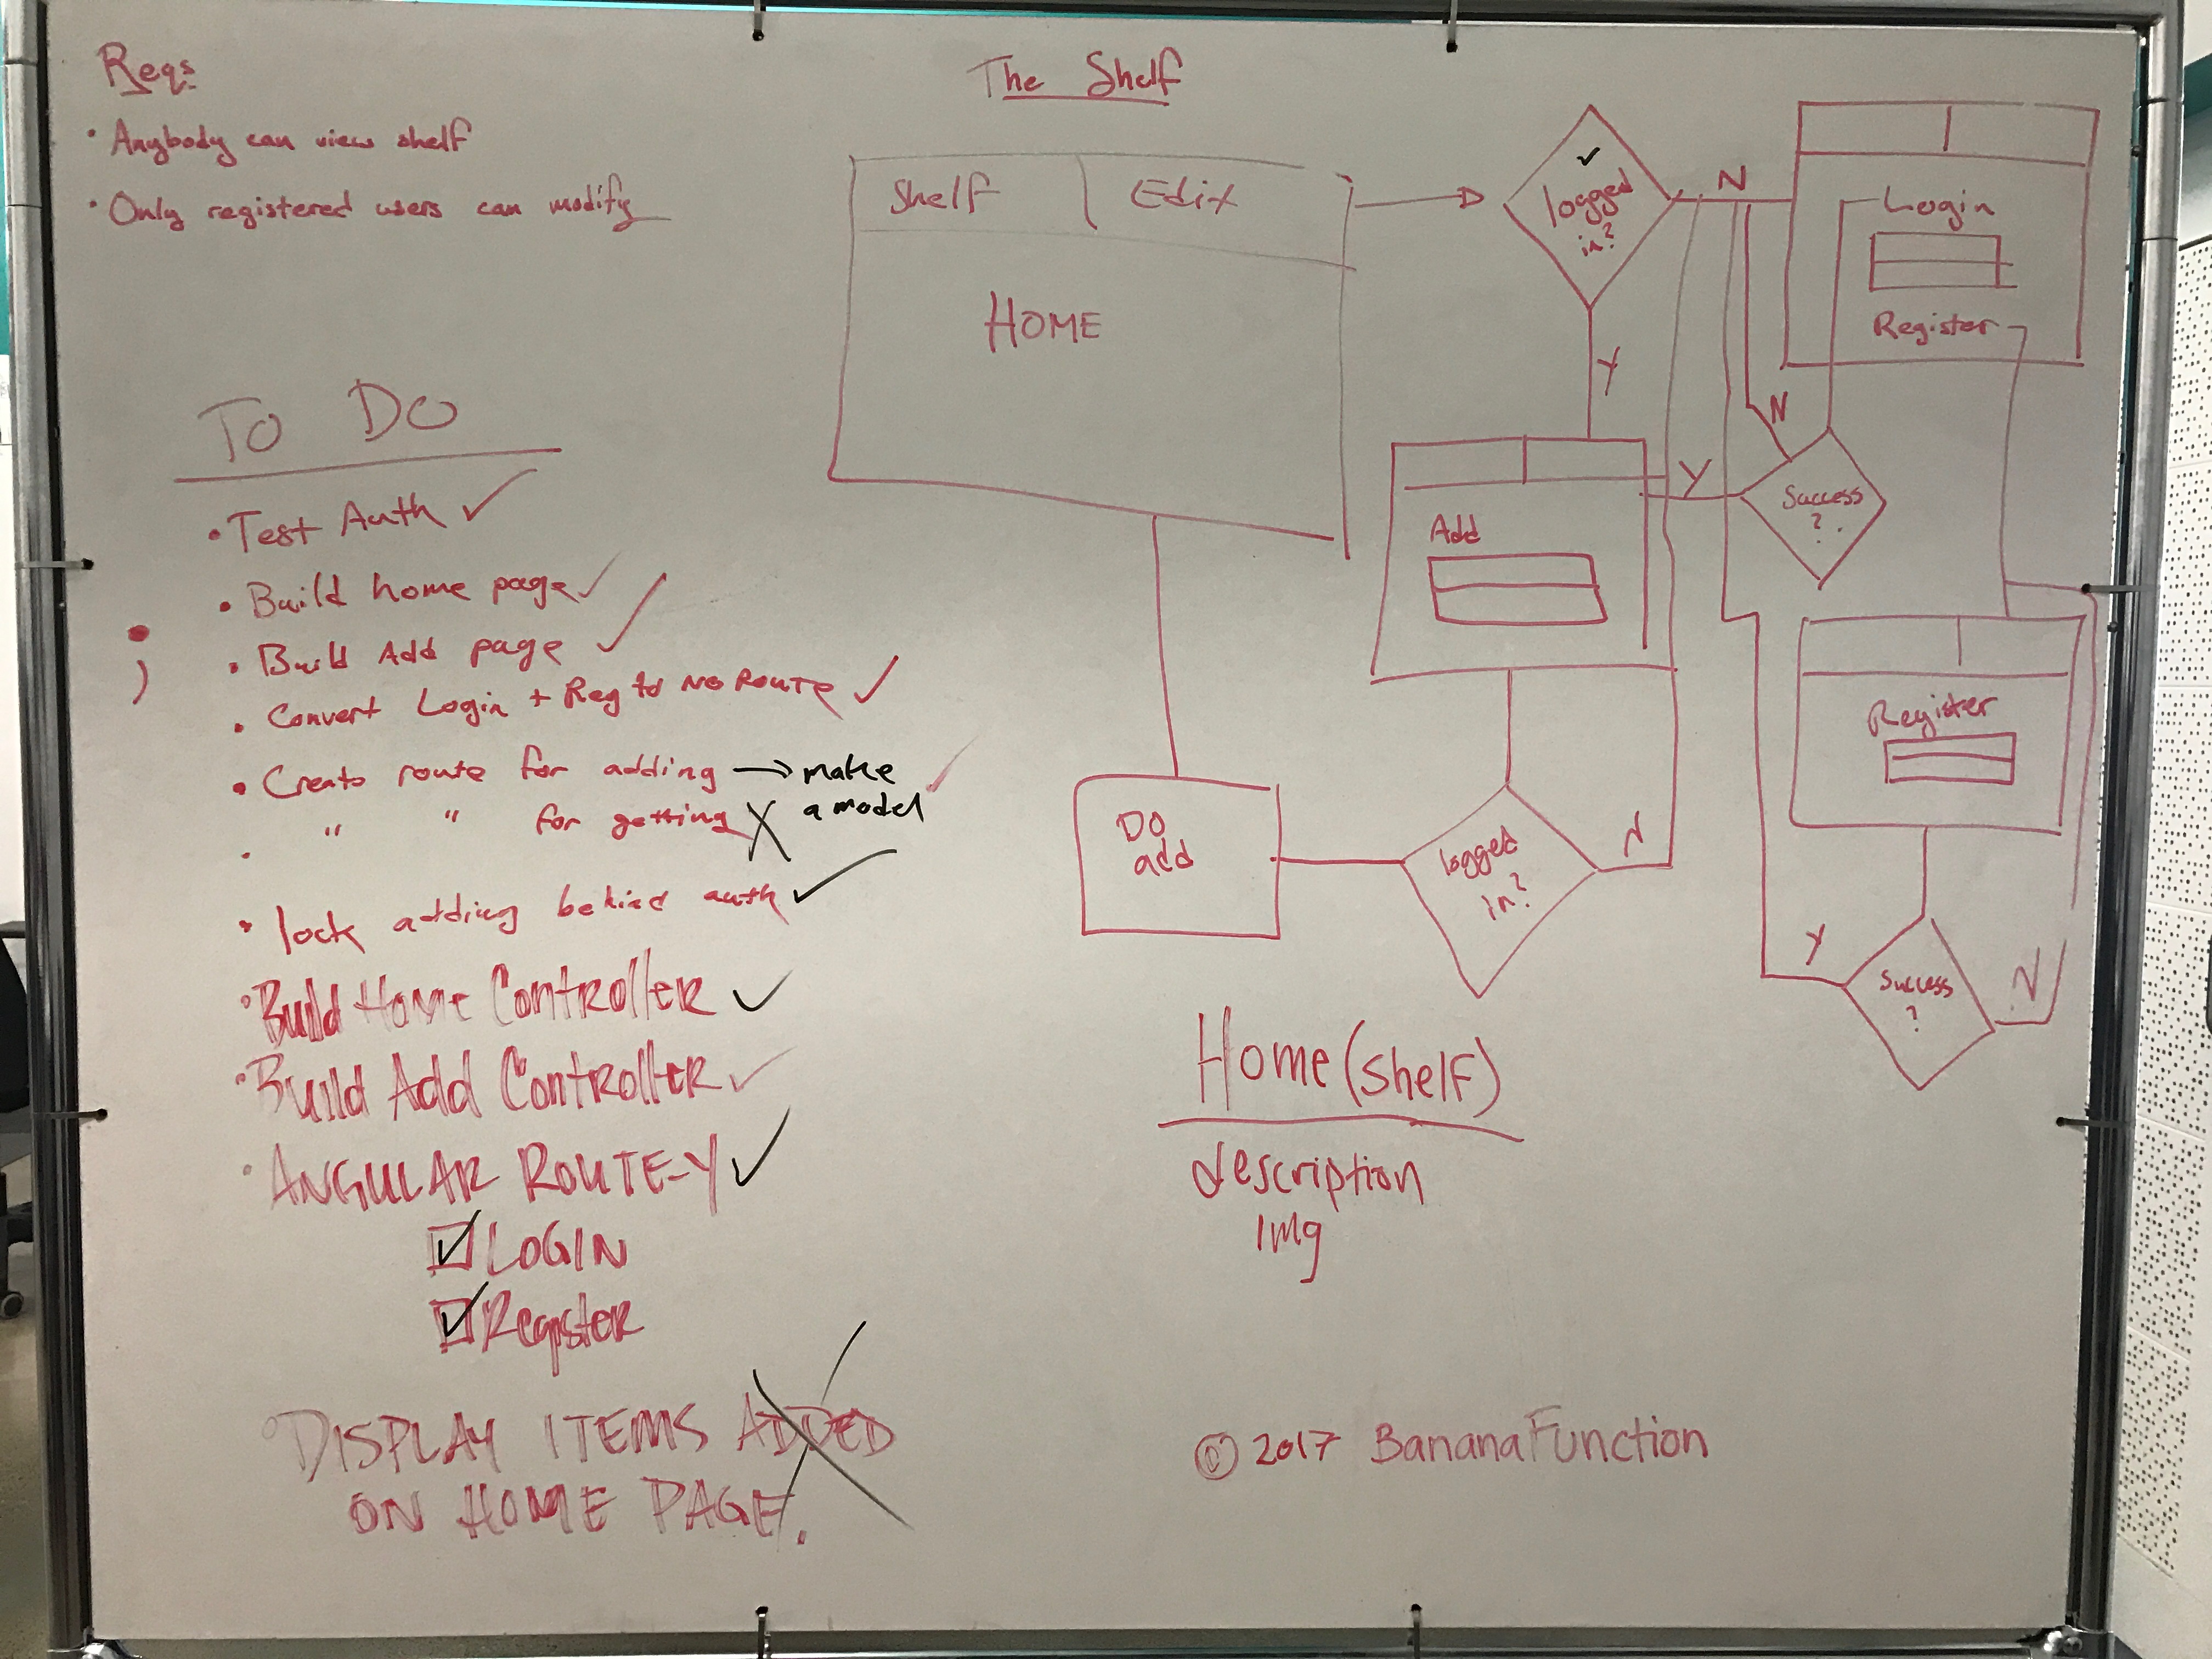 Reqs:
• Anybody can view shelf
• Only registered users can modify
TO DO
• Test Auth ✓
• Build home page ✓
• Build Add page ✓
• Convert Login + Reg to NO ROUTE ✓
• Create route for adding → make
a model ✓
• " " for getting X
• lock adding behind auth ✓
• Build Home Controller ✓
• Build Add Controller ✓
• ANGULAR ROUTE-Y ✓
☑ LOGIN
☑ Register
• DISPLAY ITEMS ADDED
ON HOME PAGE.
The Shelf
Shelf | Edit
HOME
✓
logged
in?
N
Y
Login
Register
N
Y
Success
?
Add
Register
DO
add
logged
in?
N
Y
Success
?
N
Home (Shelf)
description
img
© 2017 BananaFunction